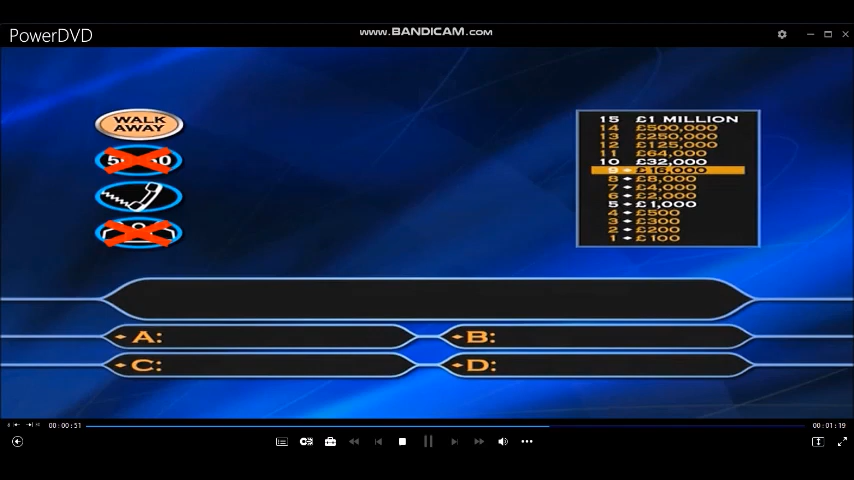 PowerDVD
www.BANDICAM.com
WALK
AWAY
50:50
15 £1 MILLION
14 £500,000
13 £250,000
12 £125,000
11 £64,000
10 £32,000
9 £16,000
8 £8,000
7 £4,000
6 £2,000
5 £1,000
4 £500
3 £300
2 £200
1 £100
A:
B:
C:
D:
00:00:51
00:01:19